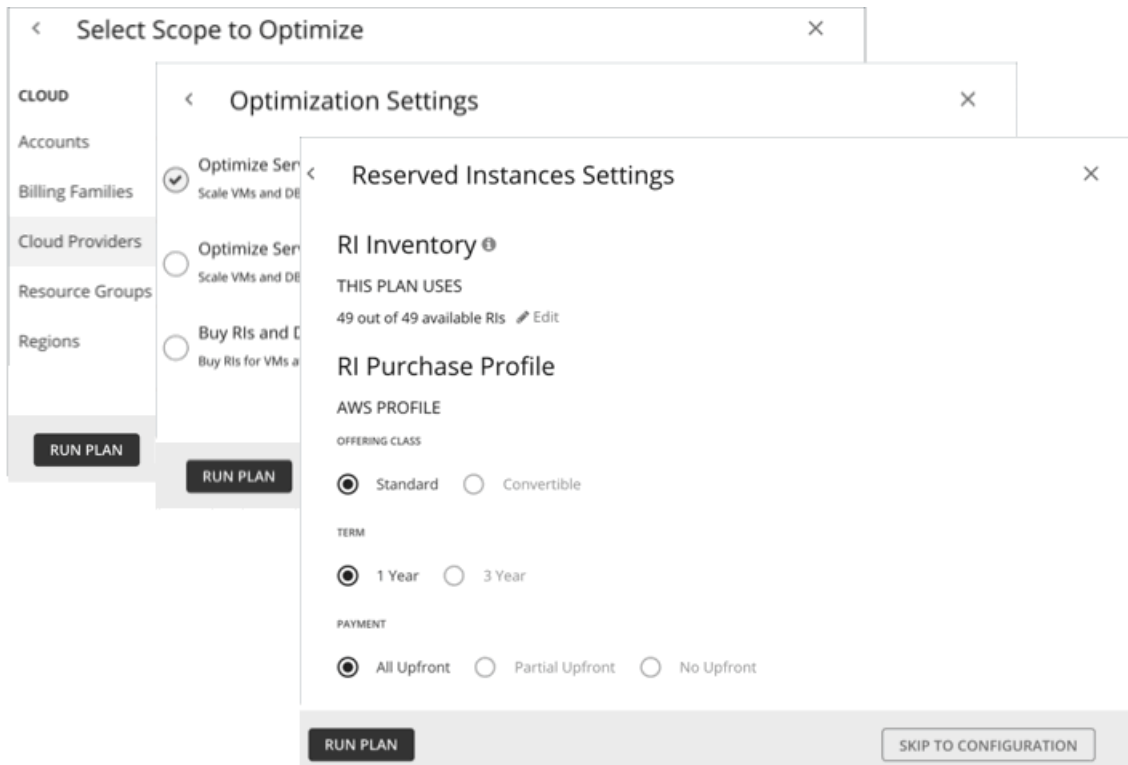 Select Scope to Optimize
CLOUD
Accounts
Billing Families
Cloud Providers
Resource Groups
Regions
RUN PLAN
Optimization Settings
Optimize Ser
Scale VMs and DB
Optimize Ser
Scale VMs and DB
Buy RIs and D
Buy RIs for VMs a
RUN PLAN
Reserved Instances Settings
RI Inventory
THIS PLAN USES
49 out of 49 available RIs Edit
RI Purchase Profile
AWS PROFILE
OFFERING CLASS
Standard Convertible
TERM
1 Year 3 Year
PAYMENT
All Upfront Partial Upfront No Upfront
RUN PLAN SKIP TO CONFIGURATION